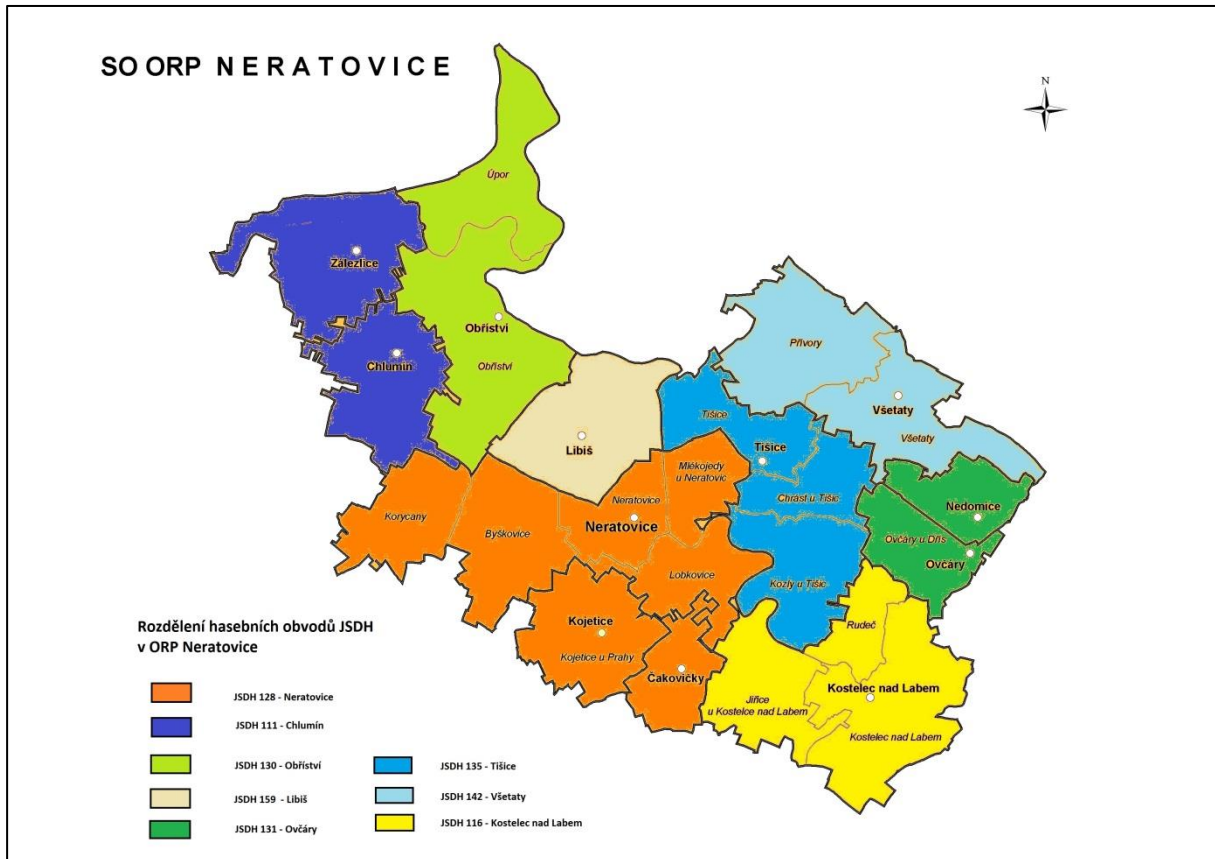 SO ORP NERATOVICE
N
Úpor
Zálezlice
Obříství
Chlumín
Obříství
Přívory
Všetaty
Všetaty
Tišice
Tišice
Libiš
Mlékojedy
u Neratovic
Neratovice
Neratovice
Chrást u Tišic
Nedomice
Korycany
Byškovice
Ovčáry u Dřís
Ovčáry
Lobkovice
Kozly u Tišic
Kojetice
Kojetice u Prahy
Rudeč
Čakovičky
Kostelec nad Labem
Jiřice
u Kostelce nad Labem
Kostelec nad Labem
Rozdělení hasebních obvodů JSDH
v ORP Neratovice
JSDH 128 - Neratovice
JSDH 111 - Chlumín
JSDH 130 - Obříství
JSDH 159 - Libiš
JSDH 131 - Ovčáry
JSDH 135 - Tišice
JSDH 142 - Všetaty
JSDH 116 - Kostelec nad Labem